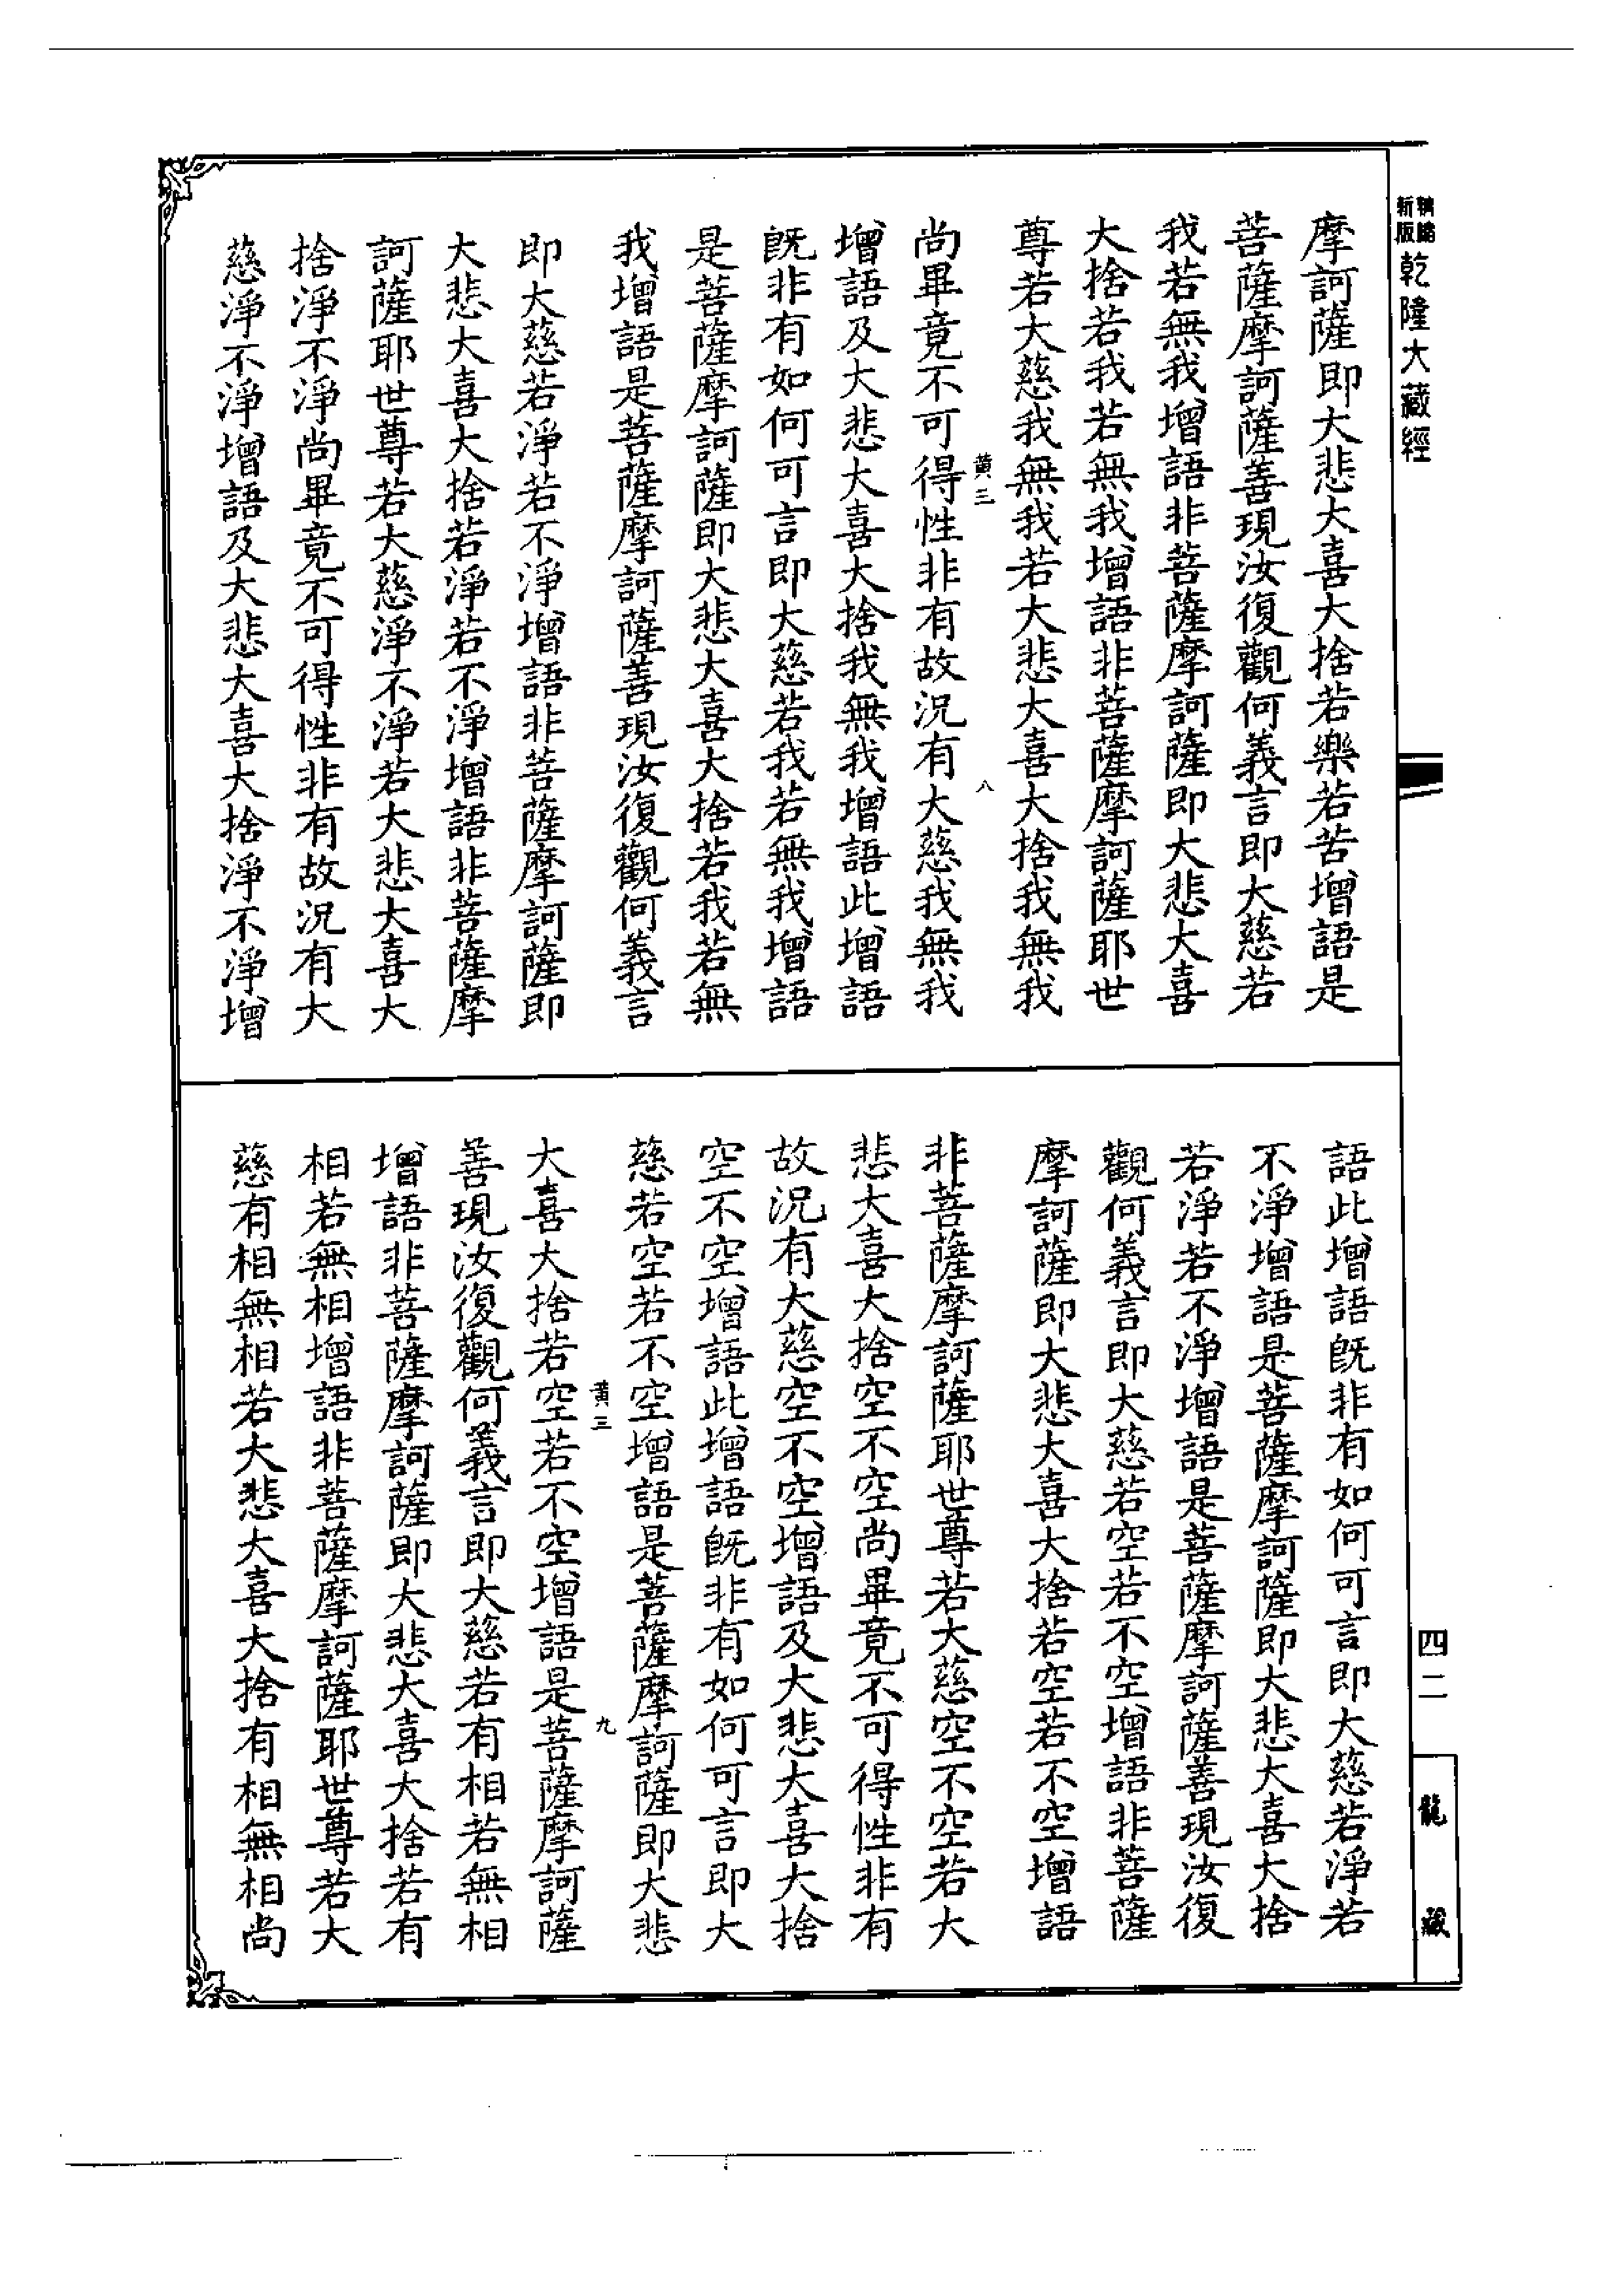 新版
乾隆大藏經
摩訶薩即大悲大喜大捨若樂若苦增語是
菩薩摩訶薩善現汝復觀何義言即大慈若
我若無我增語非菩薩摩訶薩即大悲大喜
大捨若我若無我增語非菩薩摩訶薩耶世
尊若大慈我無我若大悲大喜大捨我無我
黄三 八
尚畢竟不可得性非有故況有大慈我無我
增語及大悲大喜大捨我無我增語此增語
旣非有如何可言即大慈若我若無我增語
是菩薩摩訶薩即大悲大喜大捨若我若無
我增語是菩薩摩訶薩善現汝復觀何義言
即大慈若淨若不淨增語非菩薩摩訶薩即
大悲大喜大捨若淨若不淨增語非菩薩摩
訶薩耶世尊若大慈淨不淨若大悲大喜大
捨淨不淨尚畢竟不可得性非有故況有大
慈淨不淨增語及大悲大喜大捨淨不淨增
語此增語旣非有如何可言即大慈若淨若
不淨增語是菩薩摩訶薩即大悲大喜大捨
若淨若不淨增語是菩薩摩訶薩善現汝復
觀何義言即大慈若空若不空增語非菩薩
摩訶薩即大悲大喜大捨若空若不空增語
非菩薩摩訶薩耶世尊若大慈空不空若大
悲大喜大捨空不空尚畢竟不可得性非有
故況有大慈空不空增語及大悲大喜大捨
空不空增語此增語旣非有如何可言即大
慈若空若不空增語是菩薩摩訶薩即大悲
黄三 九
大喜大捨若空若不空增語是菩薩摩訶薩
善現汝復觀何義言即大慈若有相若無相
增語非菩薩摩訶薩即大悲大喜大捨若有
相若無相增語非菩薩摩訶薩耶世尊若大
慈有相無相若大悲大喜大捨有相無相尚
四二
龍藏